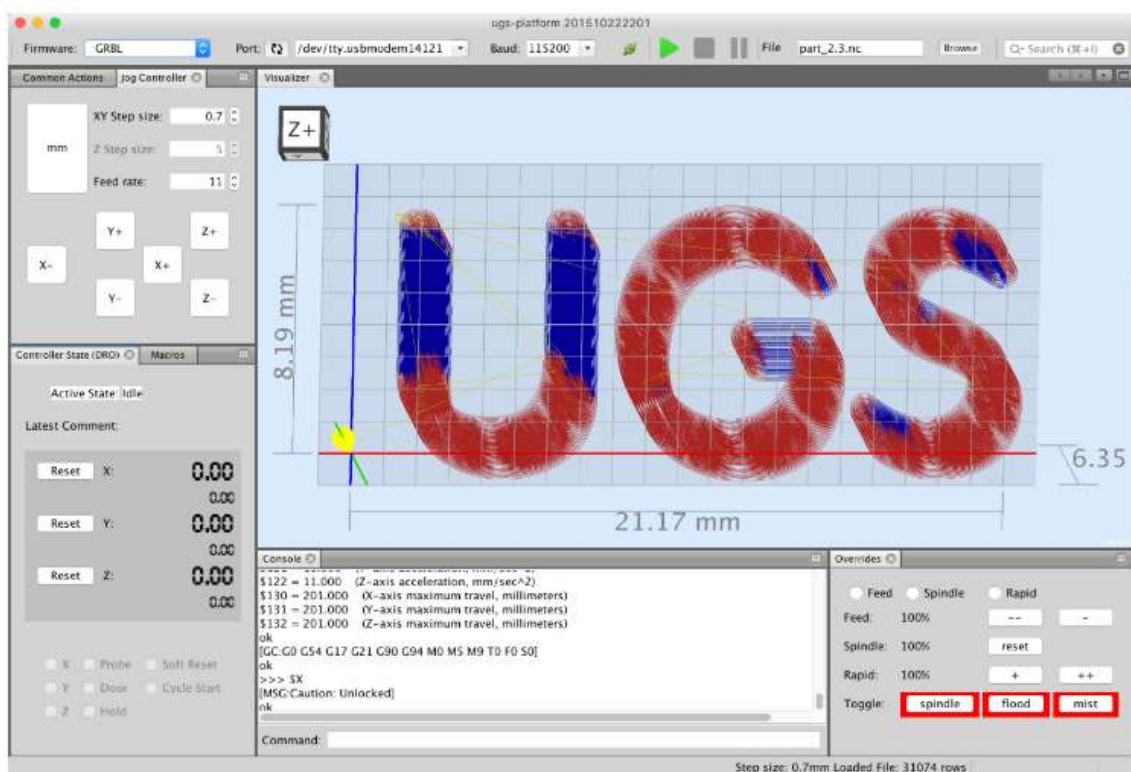 ugs-platform 201610222201
Firmware: GRBL Port: /dev/tty.usbmodem14121 Baud: 115200 File part_2.3.nc Browse Search (⌘+I)
Common Actions Jog Controller Visualizer
mm XY Step size: 0.7
Z Step size: 5
Feed rate: 11
Y+ Z+
X- X+
Y- Z-
Z+
UGS
8.19 mm
21.17 mm
6.35
Controller State (DRO) Macros
Active State: Idle
Latest Comment:
Reset X: 0.00
0.00
Reset Y: 0.00
0.00
Reset Z: 0.00
0.00
X Probe Soft Reset
Y Door Cycle Start
Z Hold
Console
$122 = 11.000 (Z-axis acceleration, mm/sec^2)
$130 = 201.000 (X-axis maximum travel, millimeters)
$131 = 201.000 (Y-axis maximum travel, millimeters)
$132 = 201.000 (Z-axis maximum travel, millimeters)
ok
[GC:G0 G54 G17 G21 G90 G94 M0 M5 M9 T0 F0 S0]
ok
>>> $X
[MSG:Caution: Unlocked]
ok
Command:
Overrides
Feed Spindle Rapid
Feed: 100% -- -
Spindle: 100% reset
Rapid: 100% + ++
Toggle: spindle flood mist
Step size: 0.7mm Loaded File: 31074 rows